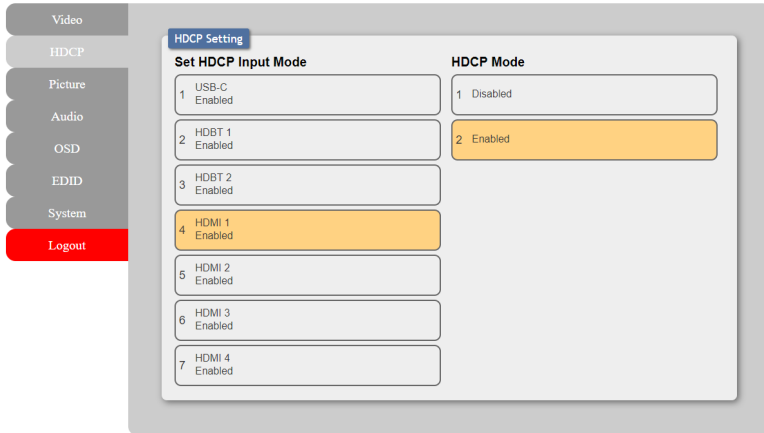 Video
HDCP
Picture
Audio
OSD
EDID
System
Logout
HDCP Setting
Set HDCP Input Mode
1 USB-C
Enabled
2 HDBT 1
Enabled
3 HDBT 2
Enabled
4 HDMI 1
Enabled
5 HDMI 2
Enabled
6 HDMI 3
Enabled
7 HDMI 4
Enabled
HDCP Mode
1 Disabled
2 Enabled